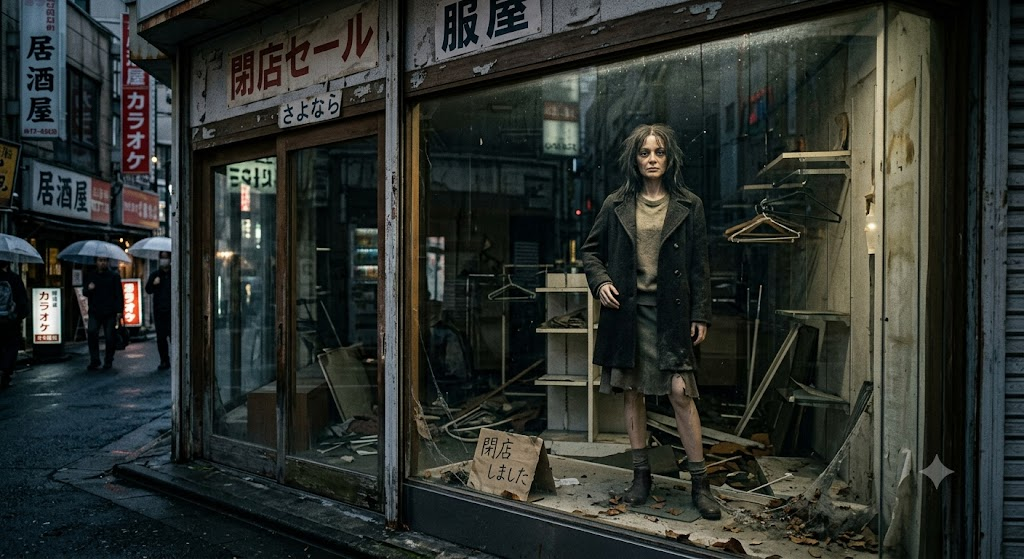 居酒屋
カラオケ
居酒屋
カラオケ
閉店セール
さよなら
服屋
閉店
しました